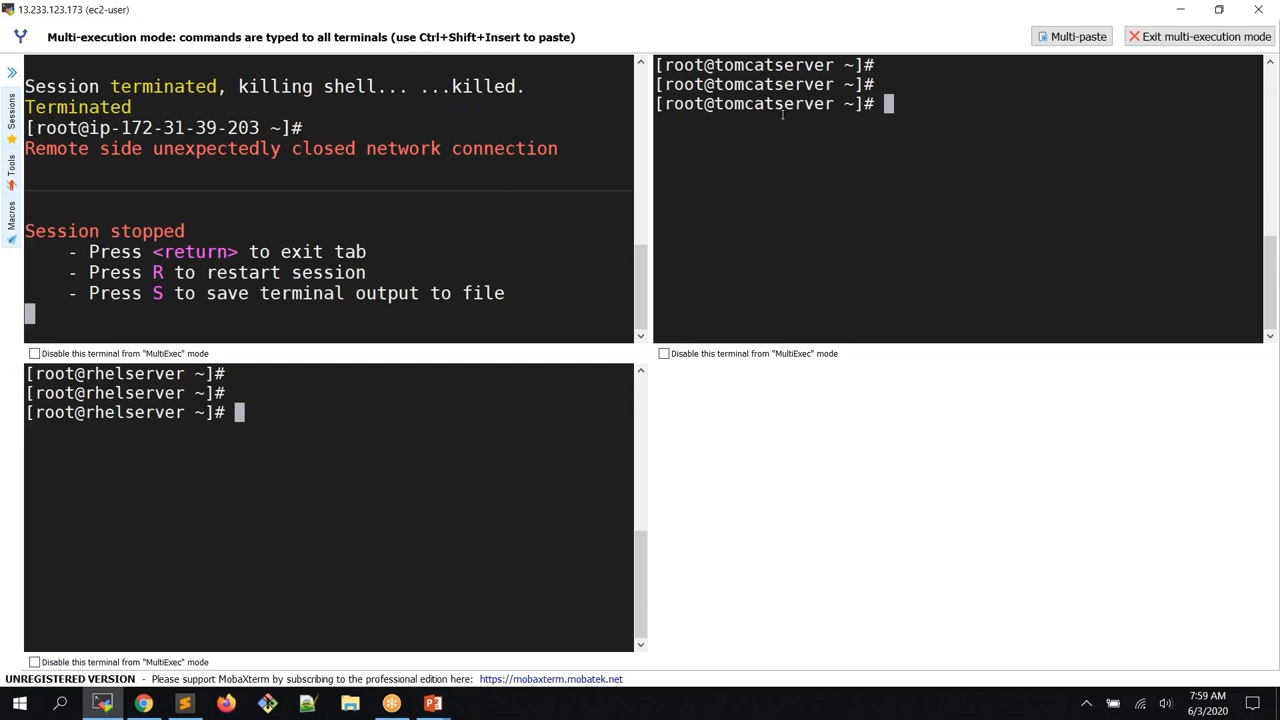 13.233.123.173 (ec2-user)
Multi-execution mode: commands are typed to all terminals (use Ctrl+Shift+Insert to paste)
Multi-paste
Exit multi-execution mode
Sessions
Tools
Macros
Session terminated, killing shell... ...killed.
Terminated
[root@ip-172-31-39-203 ~]#
Remote side unexpectedly closed network connection
Session stopped
- Press <return> to exit tab
- Press R to restart session
- Press S to save terminal output to file
Disable this terminal from "MultiExec" mode
[root@tomcatserver ~]#
[root@tomcatserver ~]#
[root@tomcatserver ~]#
Disable this terminal from "MultiExec" mode
[root@rhelserver ~]#
[root@rhelserver ~]#
[root@rhelserver ~]#
Disable this terminal from "MultiExec" mode
UNREGISTERED VERSION - Please support MobaXterm by subscribing to the professional edition here: https://mobaxterm.mobatek.net
7:59 AM
6/3/2020